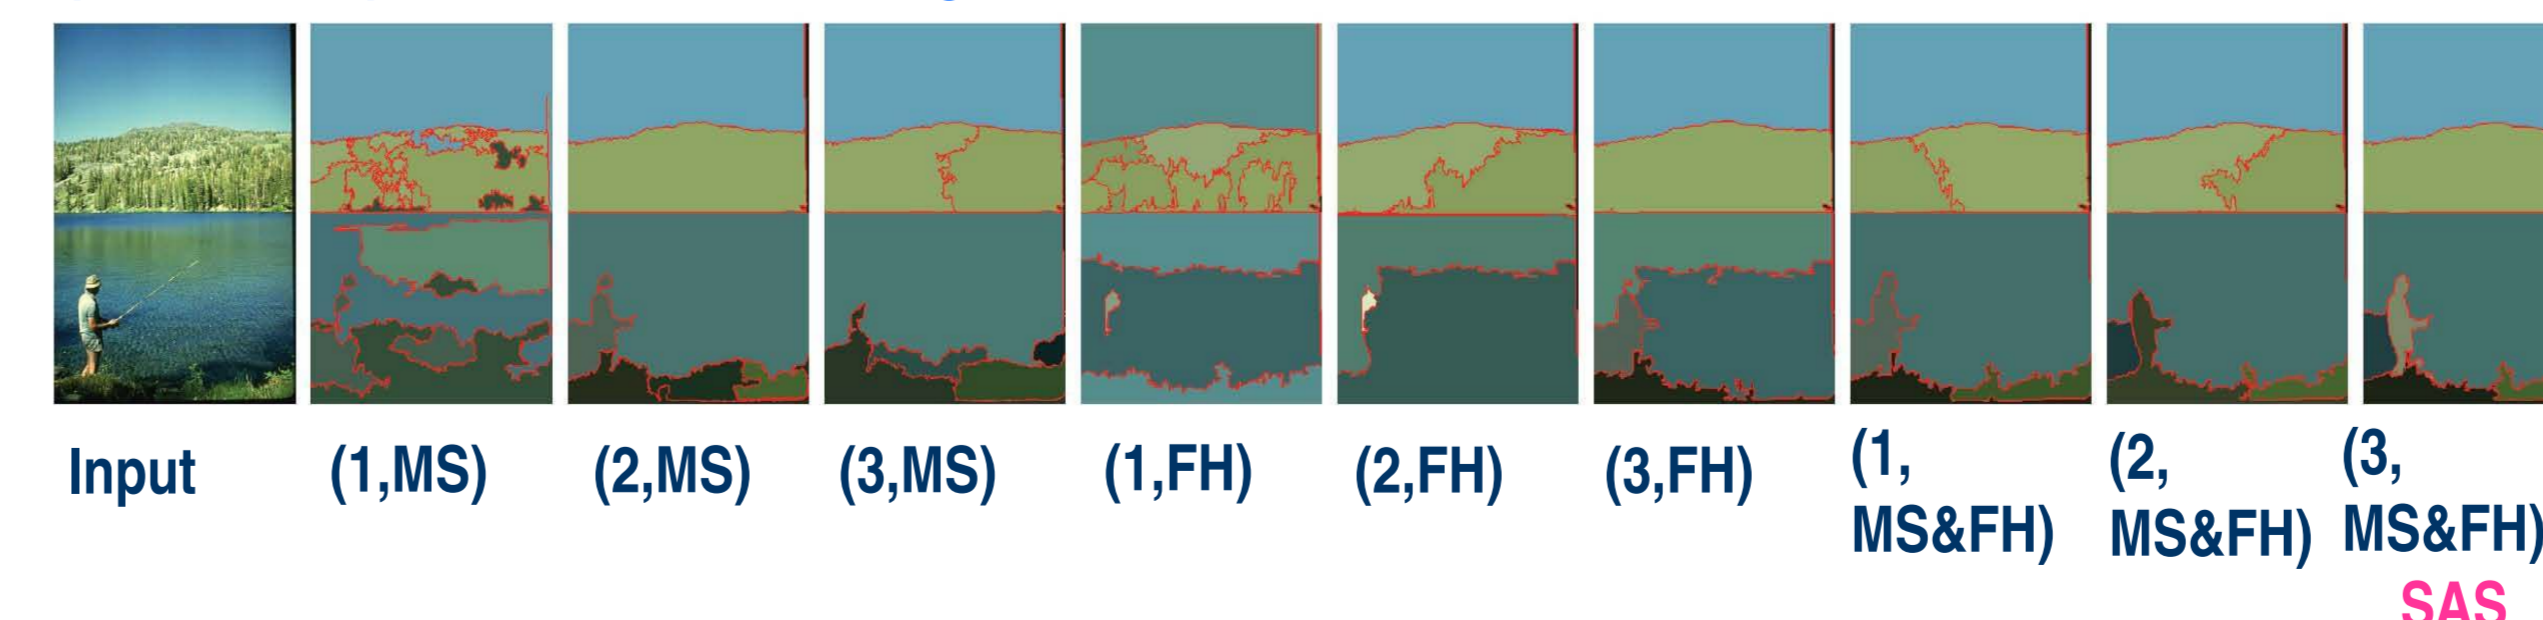 Input
(1,MS)
(2,MS)
(3,MS)
(1,FH)
(2,FH)
(3,FH)
(1,
MS&FH)
(2,
MS&FH)
(3,
MS&FH)
SAS